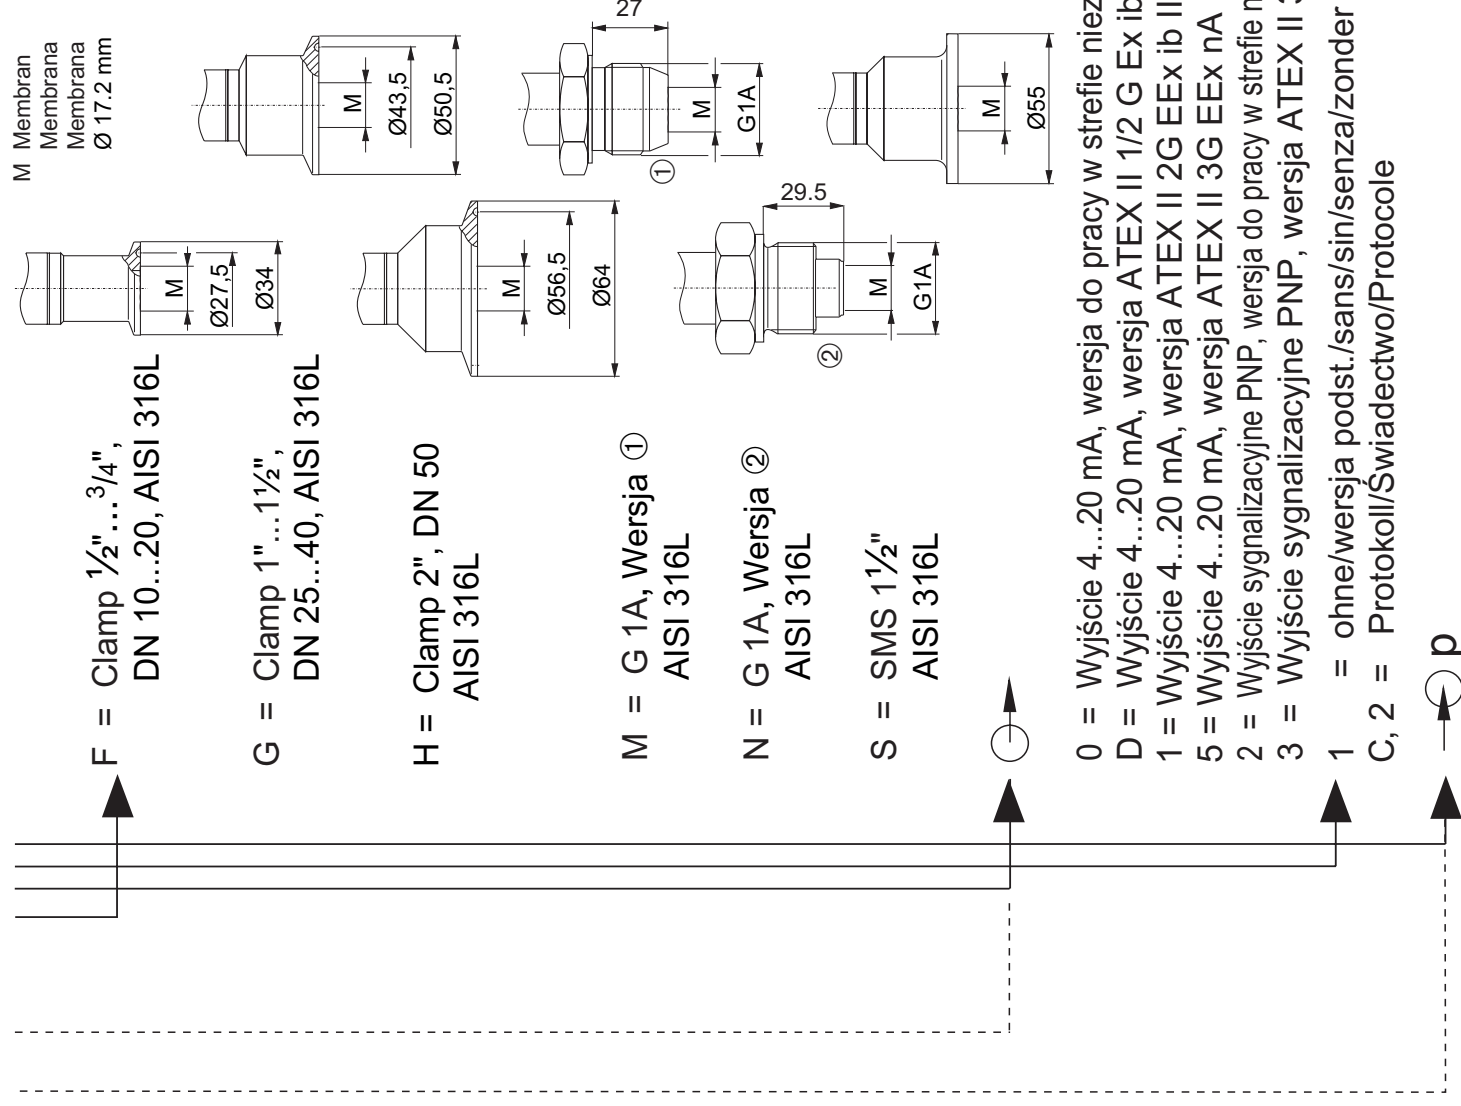 M Membran
Membrana
Membrana
Ø 17.2 mm
F = Clamp ½"...¾",
DN 10...20, AISI 316L
M
Ø27,5
Ø34
M
Ø43,5
Ø50,5
G = Clamp 1"...1½",
DN 25...40, AISI 316L
H = Clamp 2", DN 50
AISI 316L
M
Ø56,5
Ø64
27
M
G1A
①
M = G 1A, Wersja ①
AISI 316L
N = G 1A, Wersja ②
AISI 316L
29.5
M
G1A
②
S = SMS 1½"
AISI 316L
M
Ø55
0 = Wyjście 4...20 mA, wersja do pracy w strefie
D = Wyjście 4...20 mA, wersja ATEX II 1/2 G Ex ib
1 = Wyjście 4...20 mA, wersja ATEX II 2G EEx ib II
5 = Wyjście 4...20 mA, wersja ATEX II 3G EEx nA
2 = Wyjście sygnalizacyjne PNP, wersja do pracy w strefie
3 = Wyjście sygnalizacyjne PNP, wersja ATEX II
1 = ohne/wersja podst./sans/sin/senza/zonder
C, 2 = Protokoll/Świadectwo/Protocole
p